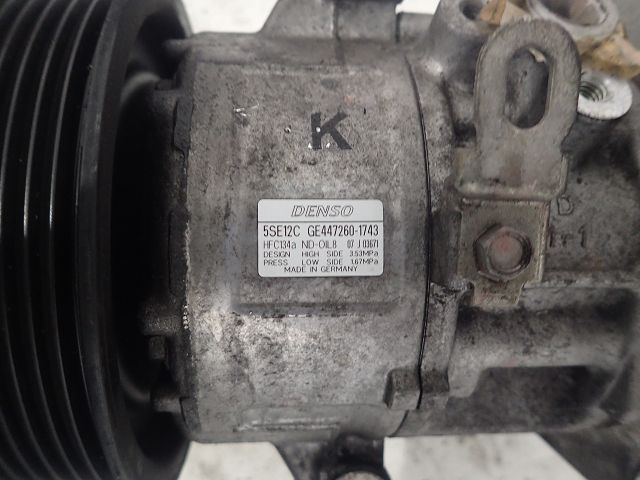 K
DENSO
5SE12C GE447260-1743
HFC134a ND-OIL8 07 J 03671
DESIGN HIGH SIDE 3.53MPa
PRESS LOW SIDE 1.67MPa
MADE IN GERMANY